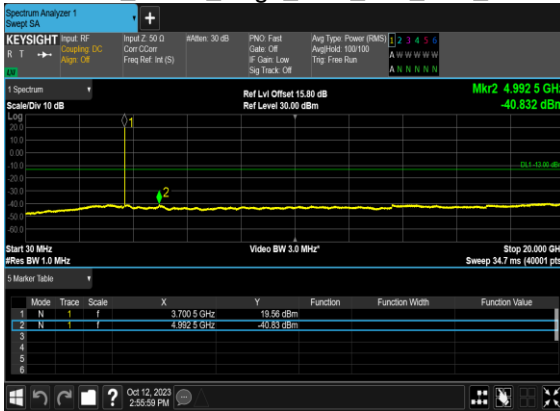 Spectrum Analyzer 1
Swept SA
+
KEYSIGHT Input: RF Input Z: 50 Ω #Atten: 30 dB PNO: Fast Avg Type: Power (RMS) 1 2 3 4 5 6
R T Coupling: DC Corr CCorr Gate: Off Avg|Hold: 100/100 A W W W W W
Align: Off Freq Ref: Int (S) IF Gain: Low Trig: Free Run
Sig Track: Off A N N N N N
LV
1 Spectrum Ref Lvl Offset 15.80 dB Mkr2 4.992 5 GHz
Scale/Div 10 dB Ref Level 30.00 dBm -40.832 dBm
Log
20.0
10.0
0.00
-10.0
-20.0
-30.0
-40.0
-50.0
-60.0
1
DL1 -13.00 dBm
2
Start 30 MHz Video BW 3.0 MHz* Stop 20.000 GH
#Res BW 1.0 MHz Sweep 34.7 ms (40001 pts
5 Marker Table
Mode Trace Scale X Y Function Function Width Function Value
1 N 1 f 3.700 5 GHz 19.56 dBm
2 N 1 f 4.992 5 GHz -40.83 dBm
3
4
5
6
? Oct 12, 2023
2:55:59 PM